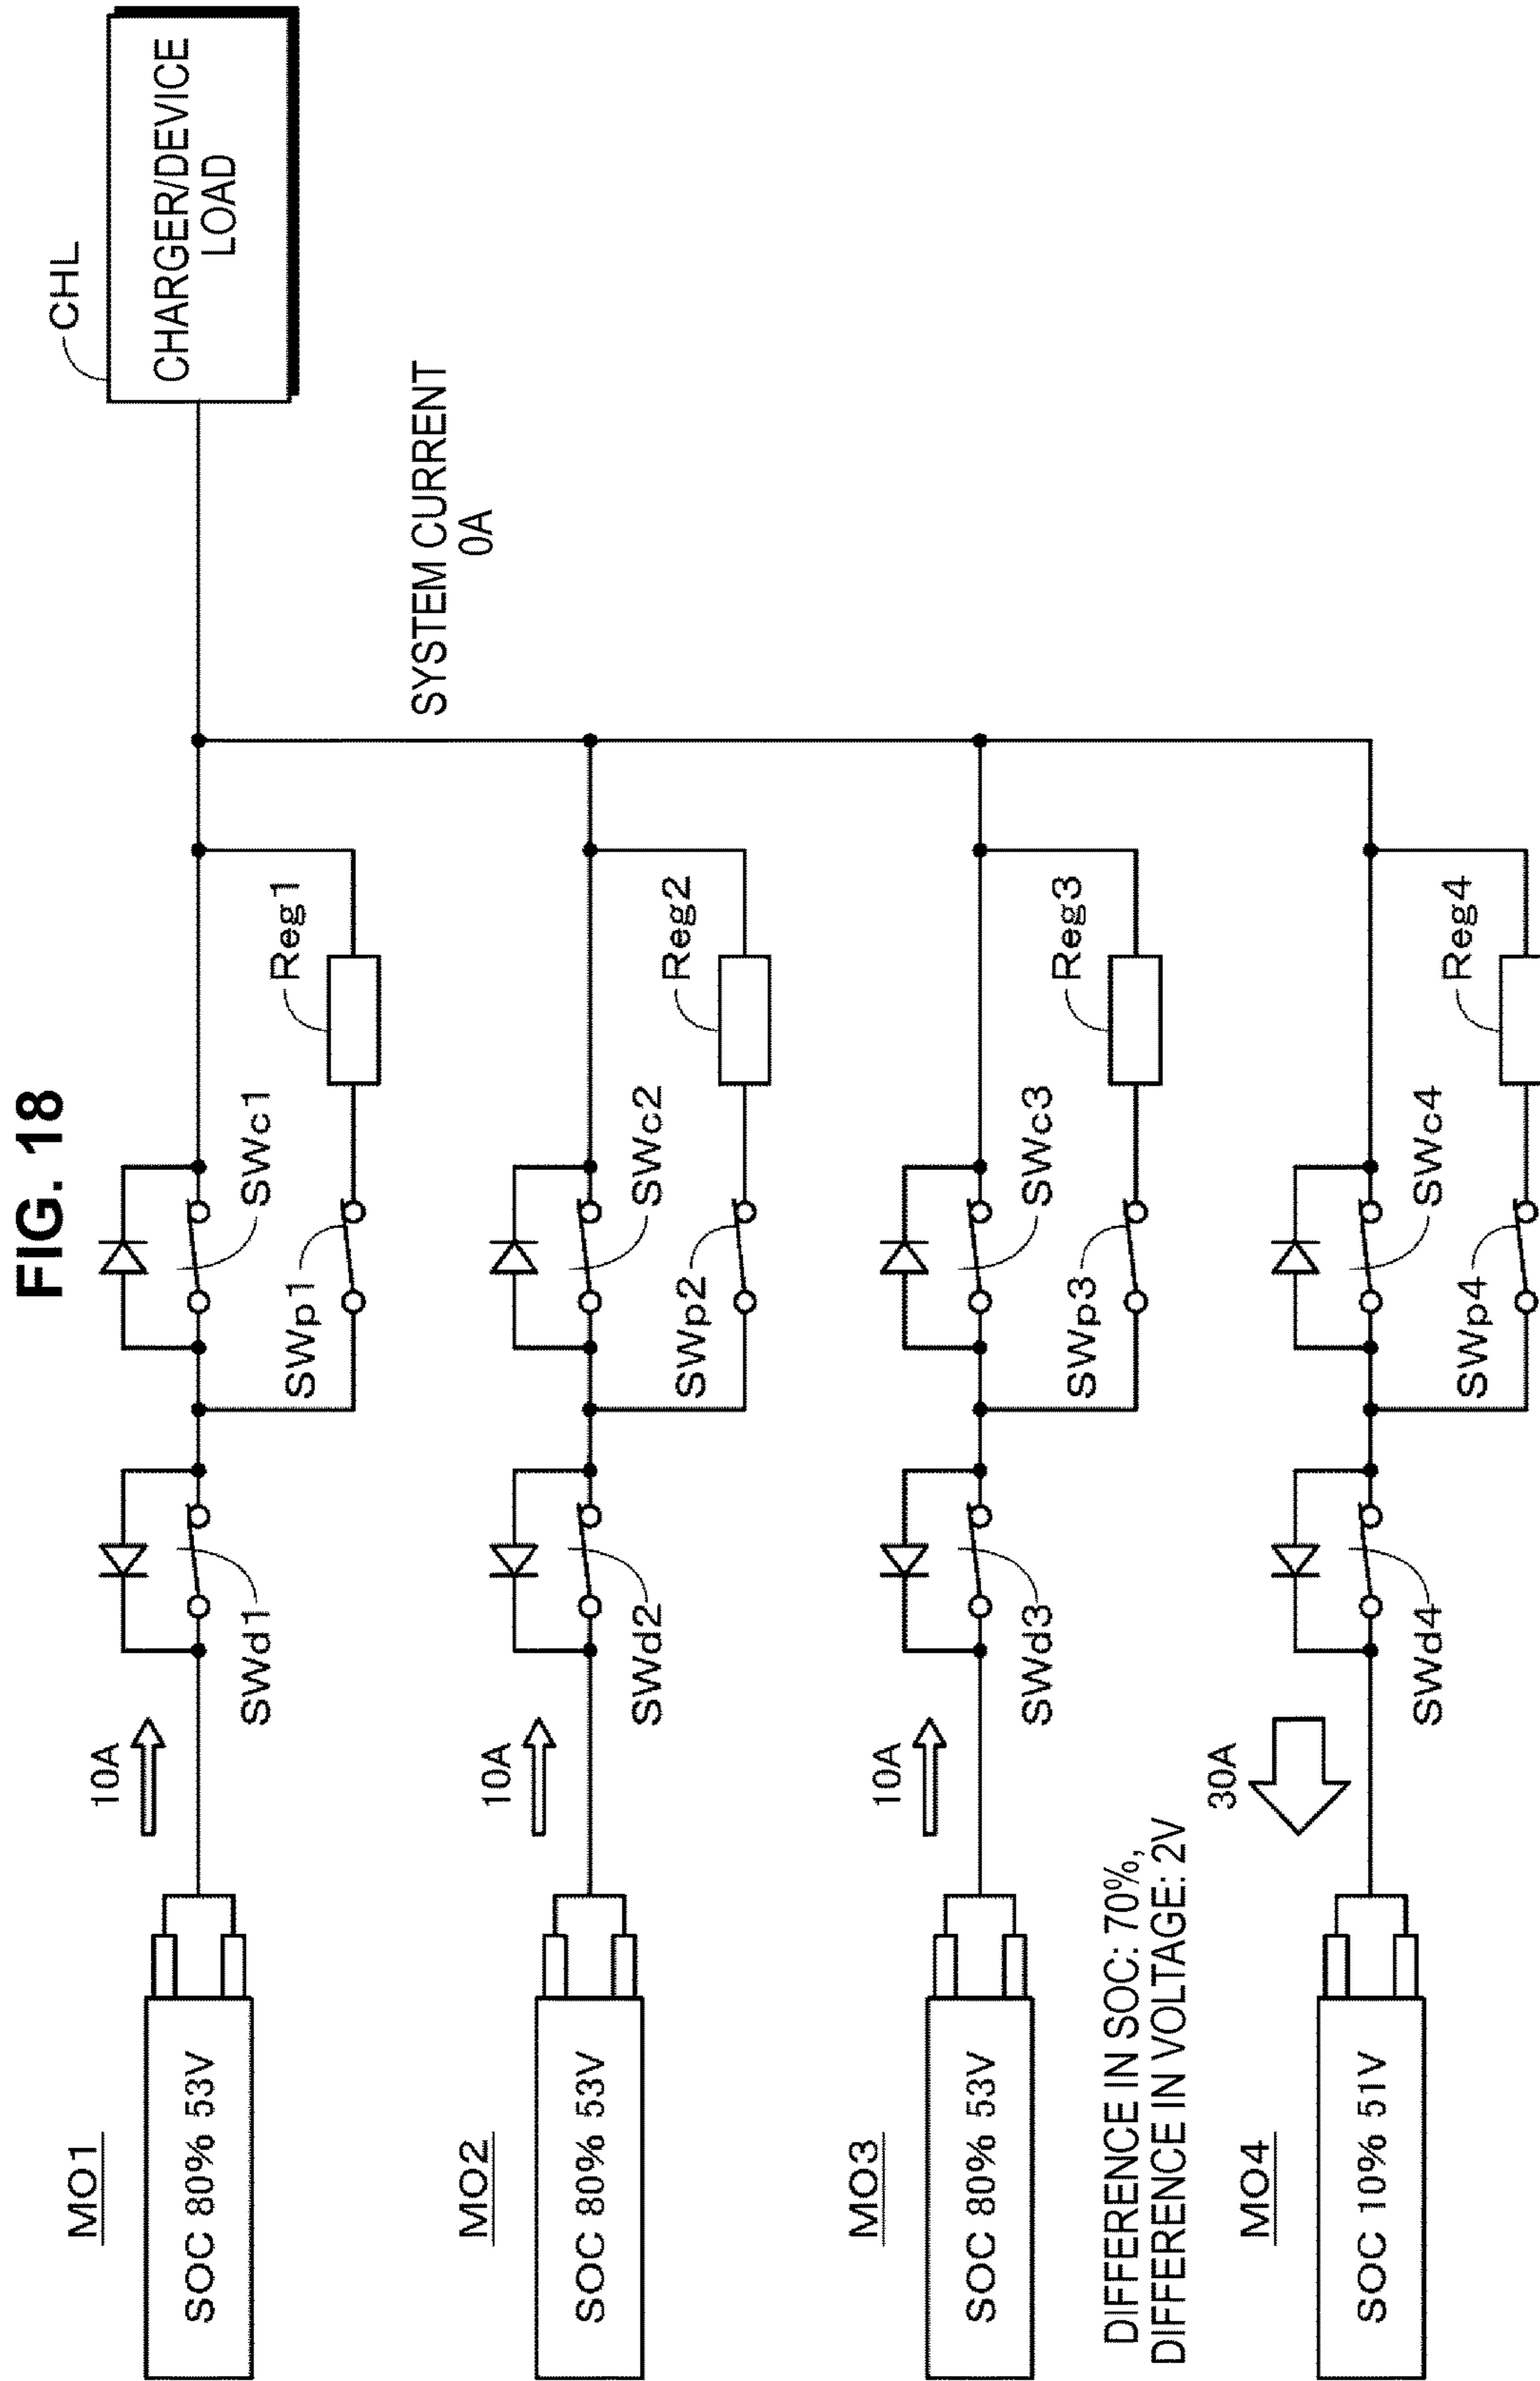 FIG. 18
MO1
SOC 80% 53V
10A
SWd1
SWc1
SWp1
Reg1
CHL
CHARGER/DEVICE
LOAD
MO2
SOC 80% 53V
10A
SWd2
SWc2
SWp2
Reg2
SYSTEM CURRENT
0A
MO3
SOC 80% 53V
10A
SWd3
SWc3
SWp3
Reg3
DIFFERENCE IN SOC: 70%,
DIFFERENCE IN VOLTAGE: 2V
MO4
SOC 10% 51V
30A
SWd4
SWc4
SWp4
Reg4